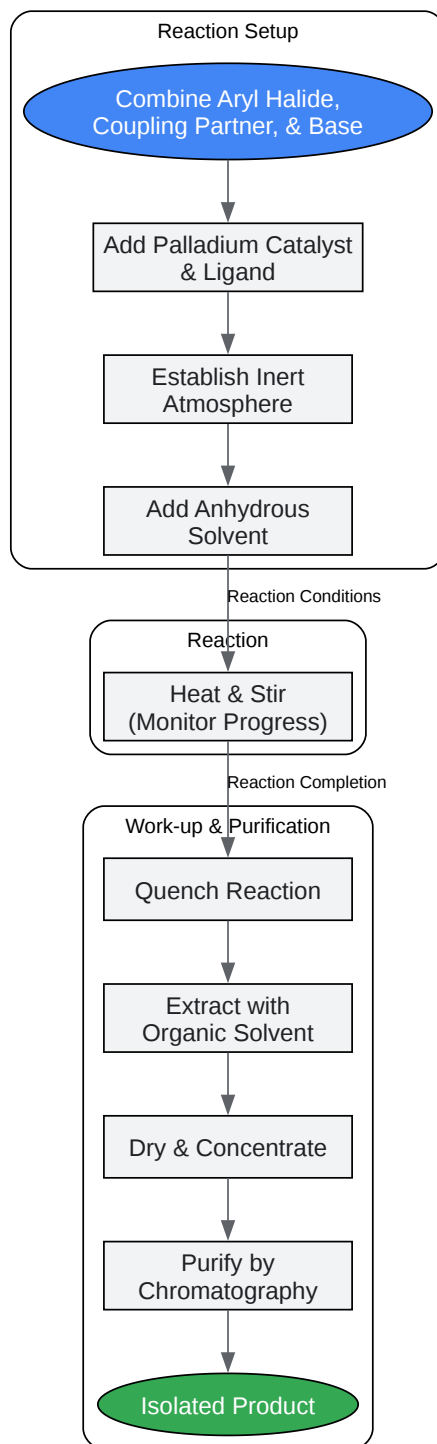 Reaction Setup
Combine Aryl Halide,
Coupling Partner, & Base
Add Palladium Catalyst
& Ligand
Establish Inert
Atmosphere
Add Anhydrous
Solvent
Reaction Conditions
Reaction
Heat & Stir
(Monitor Progress)
Reaction Completion
Work-up & Purification
Quench Reaction
Extract with
Organic Solvent
Dry & Concentrate
Purify by
Chromatography
Isolated Product